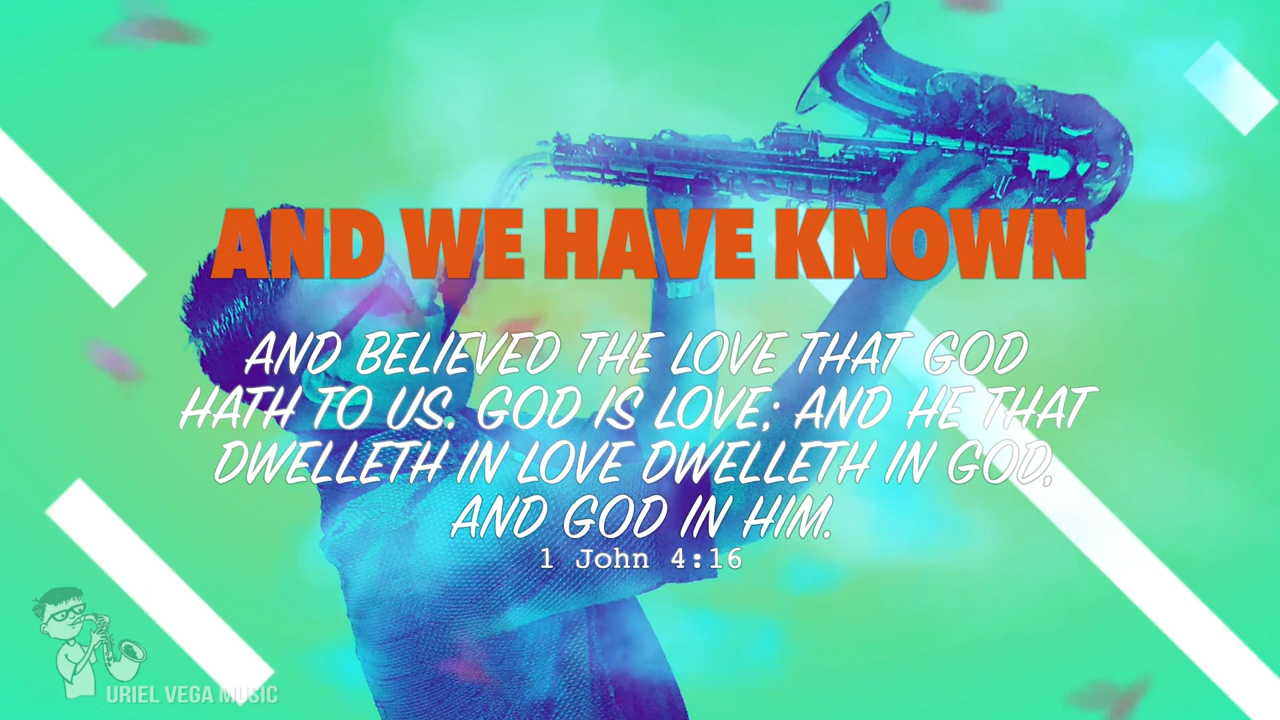 AND WE HAVE KNOWN
AND BELIEVED THE LOVE THAT GOD
HATH TO US. GOD IS LOVE; AND HE THAT
DWELLETH IN LOVE DWELLETH IN GOD,
AND GOD IN HIM.
1 John 4:16
URIEL VEGA MUSIC